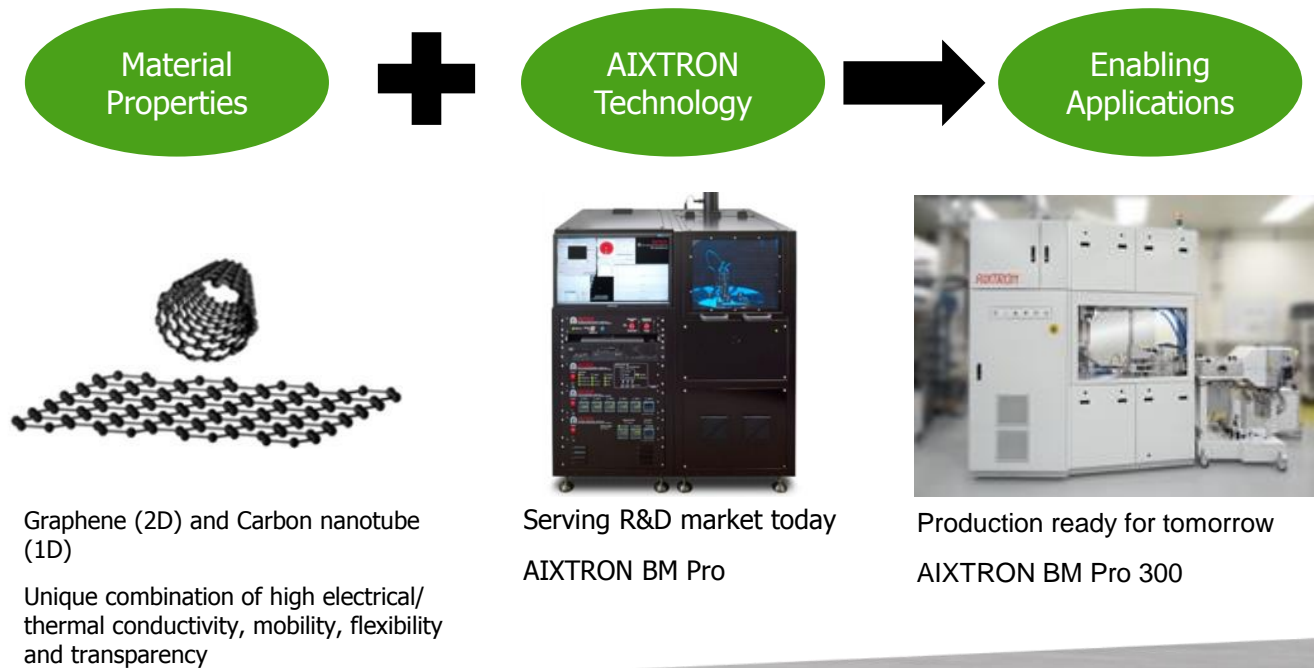 Material
Properties
AIXTRON
Technology
Enabling
Applications
AIXTRON
Graphene (2D) and Carbon nanotube
(1D)
Unique combination of high electrical/
thermal conductivity, mobility, flexibility
and transparency
Serving R&D market today
AIXTRON BM Pro
Production ready for tomorrow
AIXTRON BM Pro 300